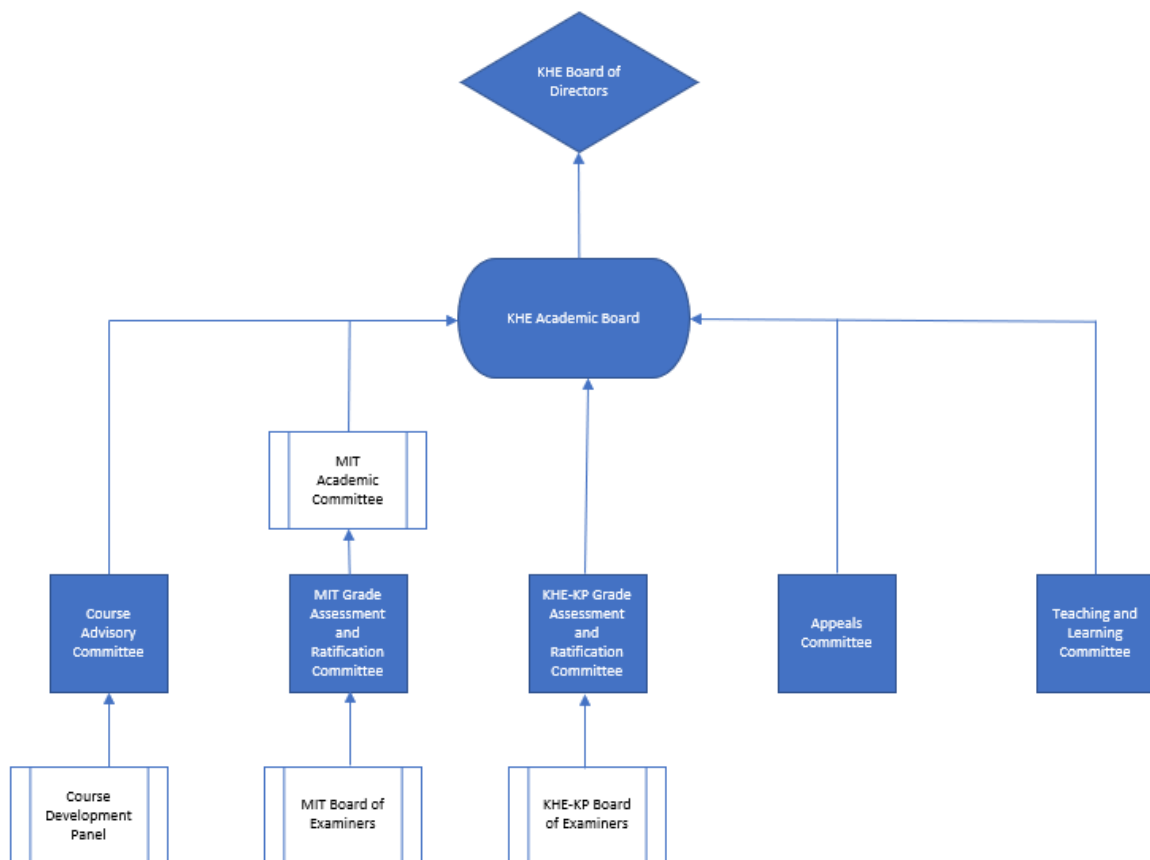 KHE Board of
Directors
KHE Academic Board
MIT
Academic
Committee
Course
Advisory
Committee
MIT Grade
Assessment
and
Ratification
Committee
KHE-KP Grade
Assessment
and
Ratification
Committee
Appeals
Committee
Teaching and
Learning
Committee
Course
Development
Panel
MIT Board of
Examiners
KHE-KP Board
of Examiners